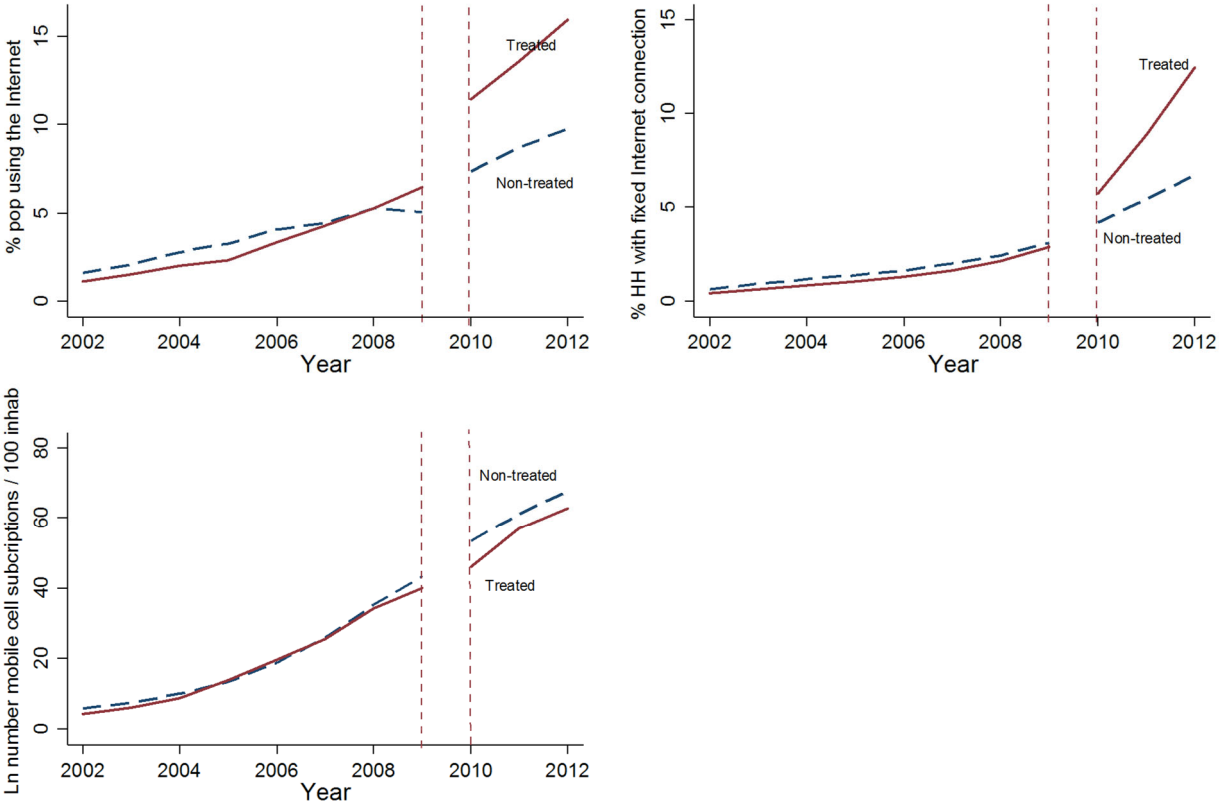 % pop using the Internet
15
10
5
0
Treated
Non-treated
2002 2004 2006 2008 2010 2012
Year
% HH with fixed Internet connection
15
10
5
0
Treated
Non-treated
2002 2004 2006 2008 2010 2012
Year
Ln number mobile cell subcriptions / 100 inhab
80
60
40
20
0
Non-treated
Treated
2002 2004 2006 2008 2010 2012
Year